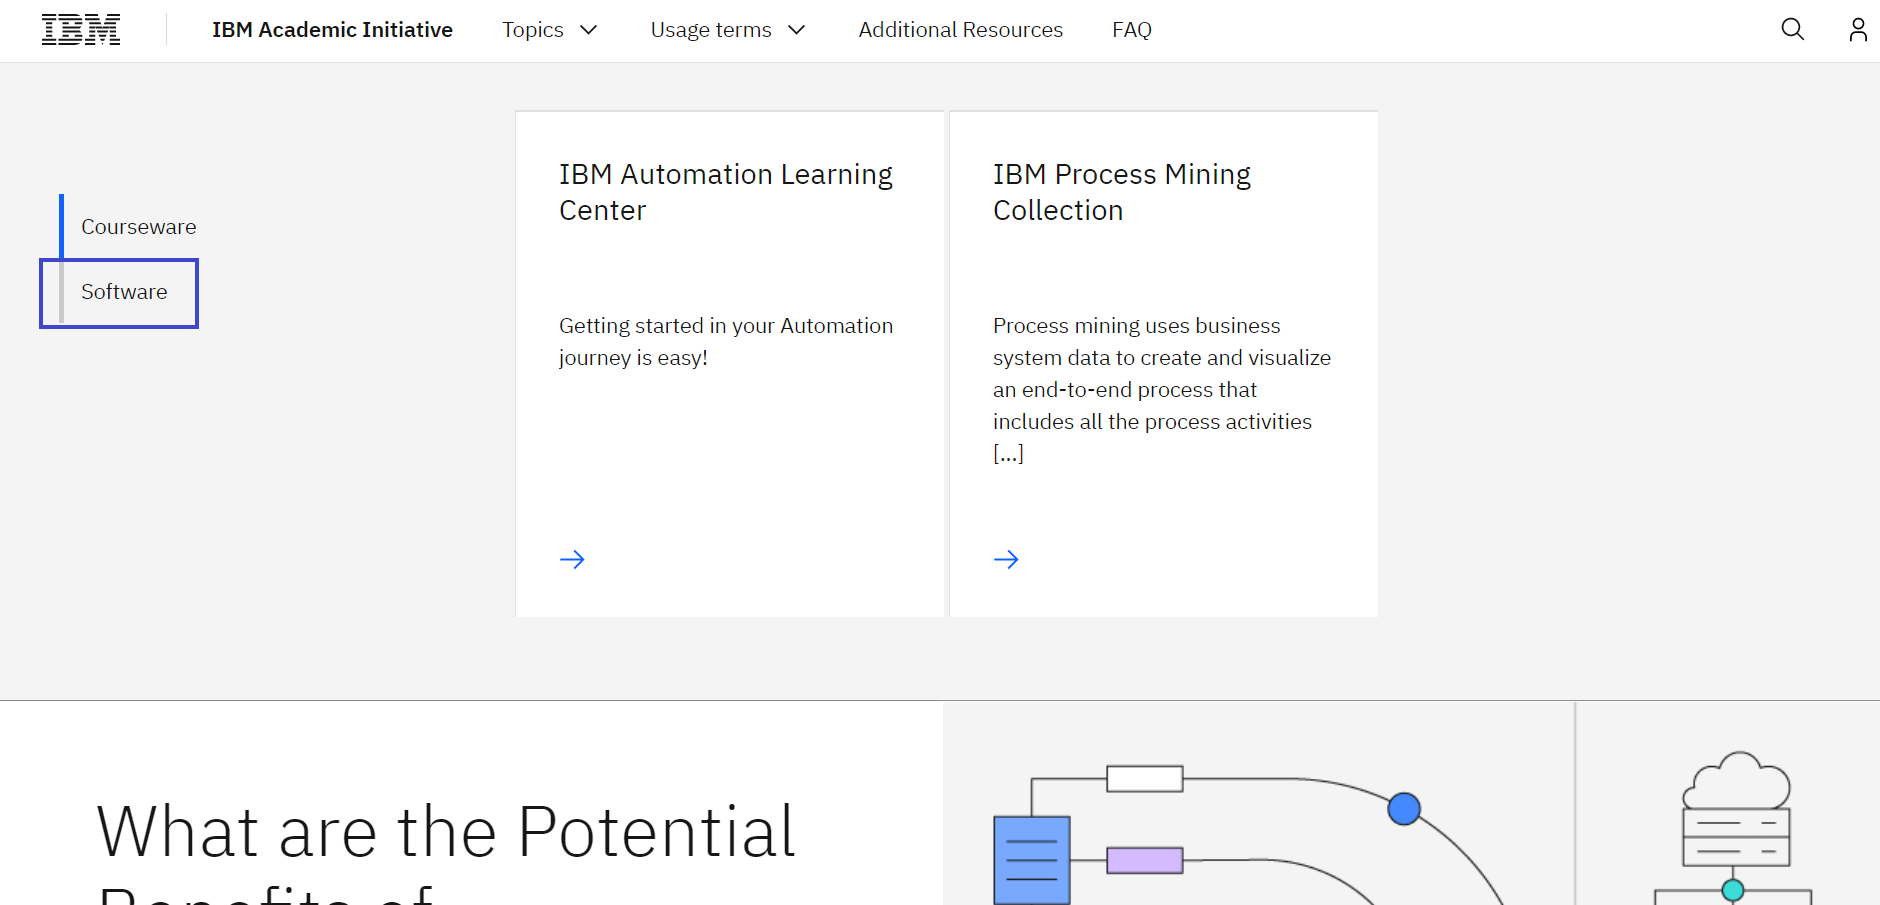 IBM
IBM Academic Initiative
Topics
Usage terms
Additional Resources
FAQ
Courseware
Software
IBM Automation Learning
Center
Getting started in your Automation
journey is easy!
IBM Process Mining
Collection
Process mining uses business
system data to create and visualize
an end-to-end process that
includes all the process activities
[...]
What are the Potential
Benefits of